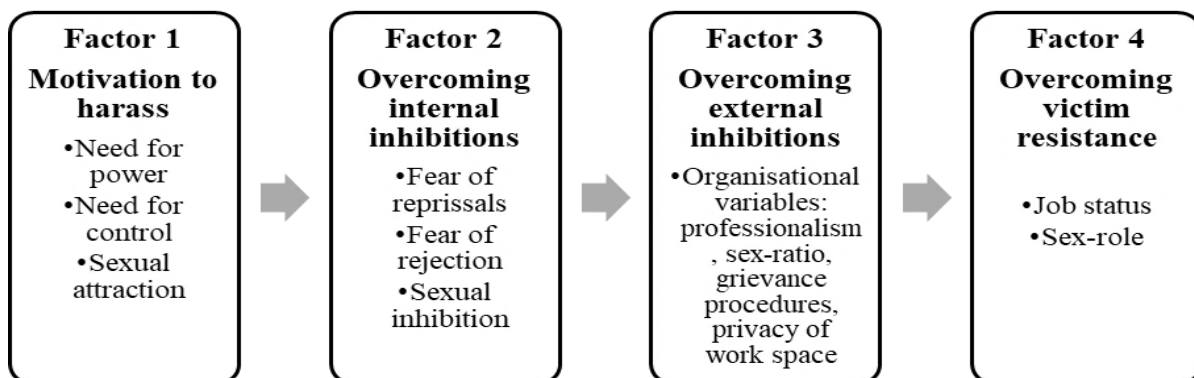 Factor 1
Motivation to
harass
•Need for
power
•Need for
control
•Sexual
attraction
Factor 2
Overcoming
internal
inhibitions
•Fear of
reprissals
•Fear of
rejection
•Sexual
inhibition
Factor 3
Overcoming
external
inhibitions
•Organisational
variables:
professionalism
, sex-ratio,
grievance
procedures,
privacy of
work space
Factor 4
Overcoming
victim
resistance
•Job status
•Sex-role